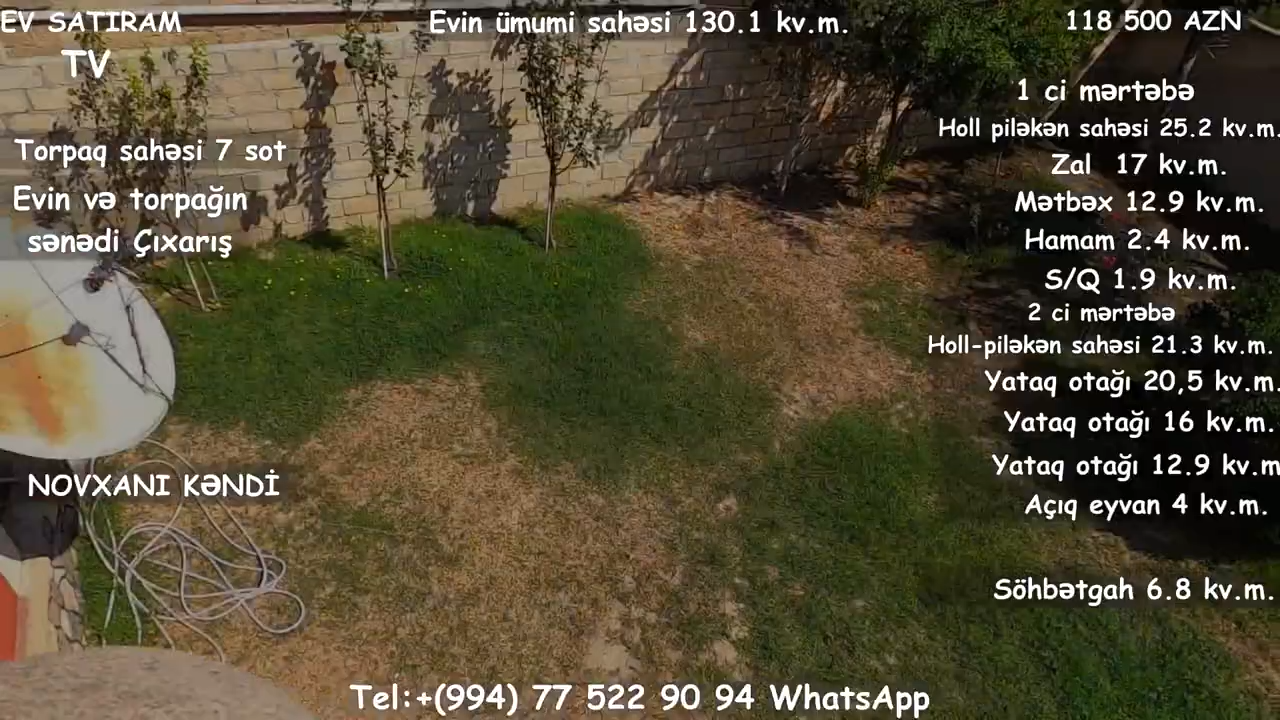 EV SATIRAM
TV
Evin ümumi sahəsi 130.1 kv.m.
118 500 AZN
Torpaq sahəsi 7 sot
Evin və torpağın
sənədi Çıxarış
NOVXANI KƏNDİ
1 ci mərtəbə
Holl piləkən sahəsi 25.2 kv.m.
Zal 17 kv.m.
Mətbəx 12.9 kv.m.
Hamam 2.4 kv.m.
S/Q 1.9 kv.m.
2 ci mərtəbə
Holl-piləkən sahəsi 21.3 kv.m.
Yataq otağı 20,5 kv.m.
Yataq otağı 16 kv.m.
Yataq otağı 12.9 kv.m
Açıq eyvan 4 kv.m.
Söhbətgah 6.8 kv.m.
Tel:+(994) 77 522 90 94 WhatsApp